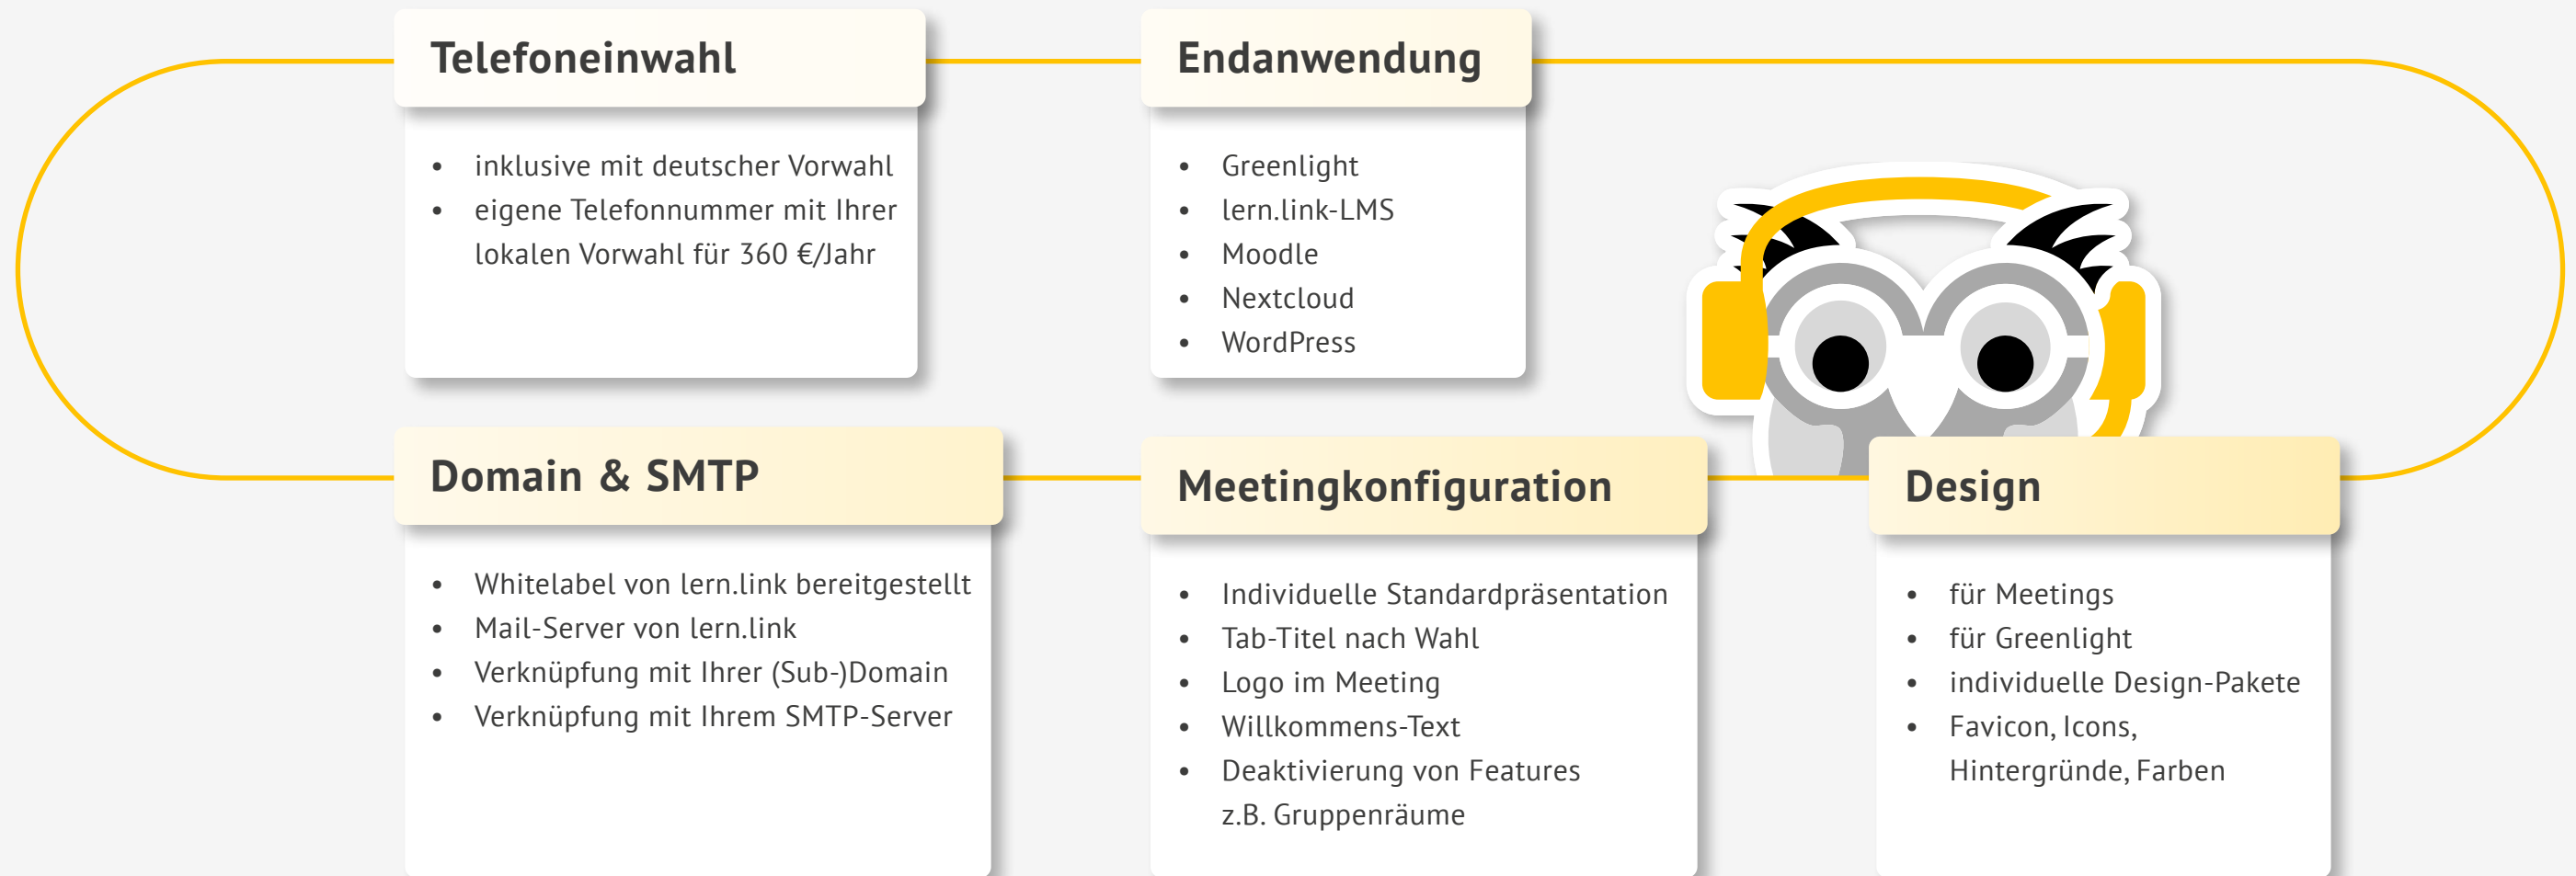 Telefoneinwahl
• inklusive mit deutscher Vorwahl
• eigene Telefonnummer mit Ihrer
lokalen Vorwahl für 360 €/Jahr
Endanwendung
• Greenlight
• lern.link-LMS
• Moodle
• Nextcloud
• WordPress
Domain & SMTP
• Whitelabel von lern.link bereitgestellt
• Mail-Server von lern.link
• Verknüpfung mit Ihrer (Sub-)Domain
• Verknüpfung mit Ihrem SMTP-Server
Meetingkonfiguration
• Individuelle Standardpräsentation
• Tab-Titel nach Wahl
• Logo im Meeting
• Willkommens-Text
• Deaktivierung von Features
z.B. Gruppenräume
Design
• für Meetings
• für Greenlight
• individuelle Design-Pakete
• Favicon, Icons,
Hintergründe, Farben